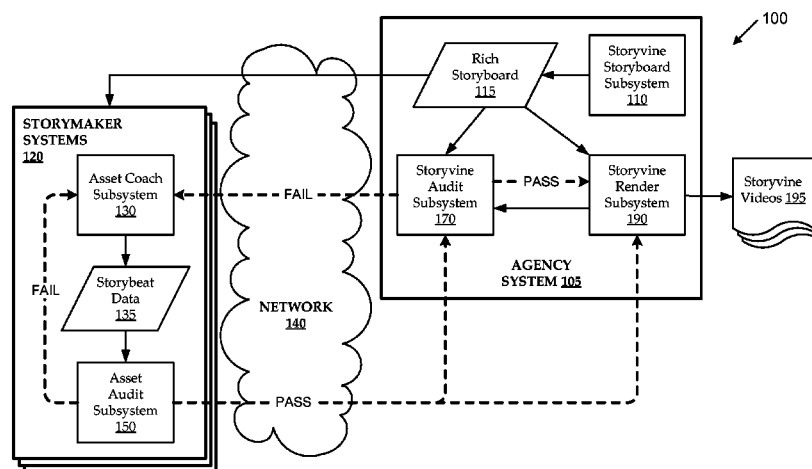 100
Rich
Storyboard
115
Storyvine
Storyboard
Subsystem
110
STORYMAKER
SYSTEMS
120
Asset Coach
Subsystem
130
FAIL
Storyvine
Audit
Subsystem
170
PASS
Storyvine
Render
Subsystem
190
Storyvine
Videos 195
FAIL
Storybeat
Data
135
NETWORK
140
AGENCY
SYSTEM 105
Asset
Audit
Subsystem
150
PASS